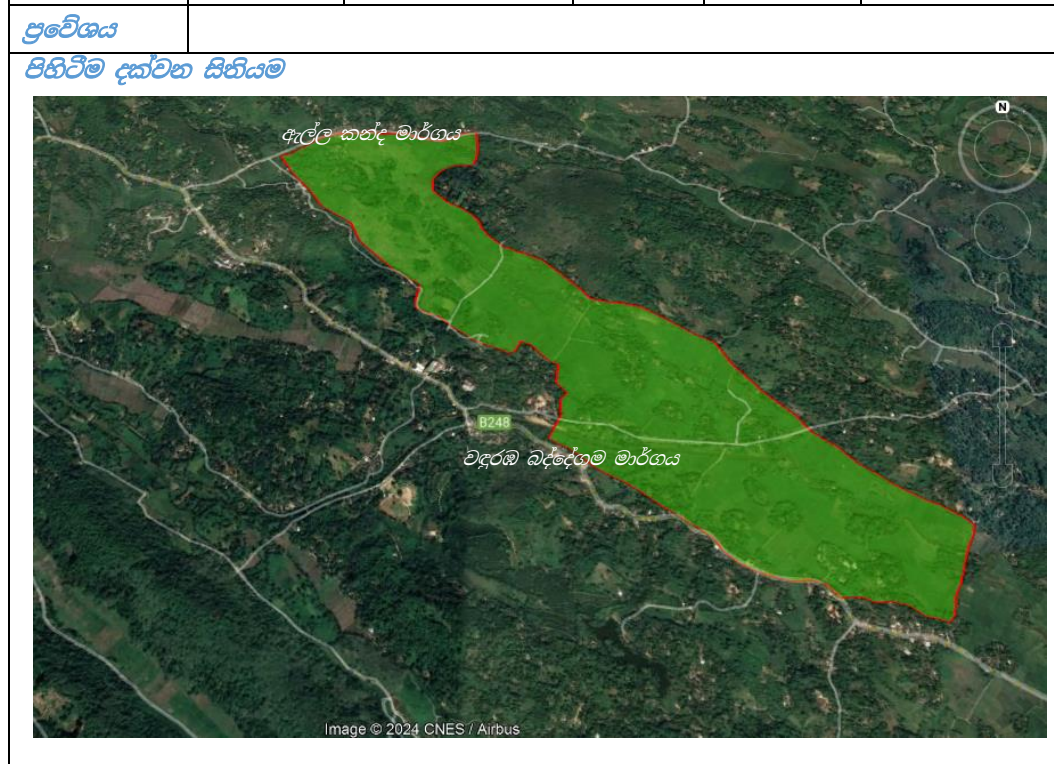 ප්‍රවේශය
පිහිටීම දක්වන සිතියම
N
ඇල්ල කන්ද මාර්ගය
B248
වඳුරඹ බද්දේගම මාර්ගය
Image © 2024 CNES / Airbus